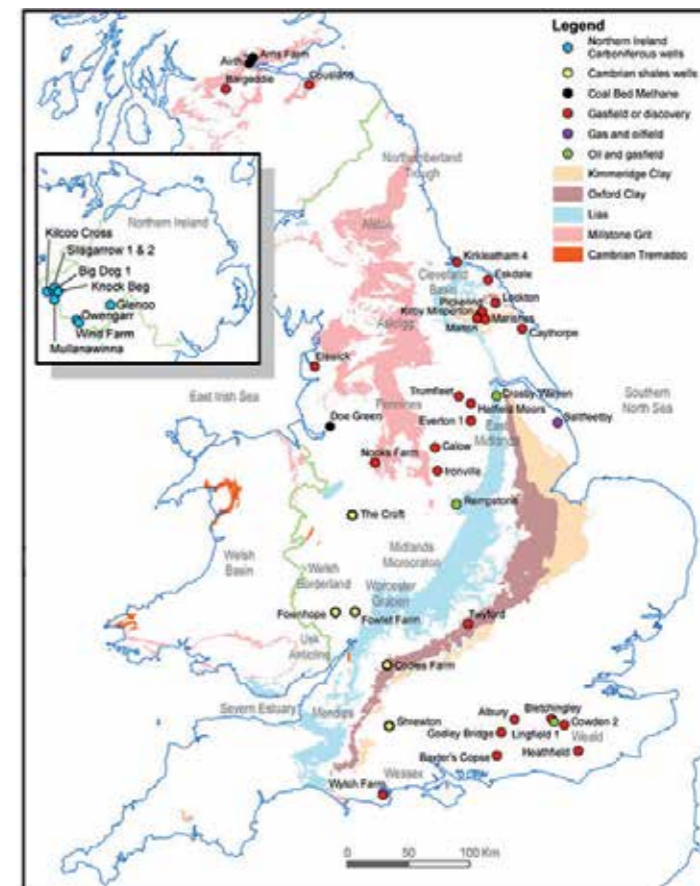 Legend
Northern Ireland
Carboniferous wells
Cambrian shales wells
Coal Bed Methane
Gasfield or discovery
Gas and oilfield
Oil and gasfield
Kimmeridge Clay
Oxford Clay
Lias
Millstone Grit
Cambrian Tremadoc
Airth
Arns Farm
Bargeddie
Cousland
Northumberland
Trough
Alston
Northern Ireland
Kilcoo Cross
Slisgarrow 1 & 2
Big Dog 1
Knock Beg
Glenoo
Owengarr
Wind Farm
Mullanawinna
Kirkleatham 4
Cleveland
Basin
Eskdale
Pickering
Lockton
Kirby Misperton
Marishes
Malton
Caythorpe
Askrigg
Elswick
East Irish Sea
Pennines
Trumfleet
Crosby Warren
Hatfield Moors
Southern
North Sea
Doe Green
Everton 1
East
Midlands
Saltfleetby
Calow
Nooks Farm
Ironville
Rempstone
The Croft
Welsh
Basin
Midlands
Microcraton
Welsh
Borderland
Worcester
Graben
Fownhope
Fowlet Farm
Twyford
Usk
Anticline
Cooles Farm
Severn Estuary
Mendips
Shrewton
Albury
Bletchingley
Cowden 2
Godley Bridge
Lingfield 1
Weald
Baxter's Copse
Heathfield
Wessex
Wytch Farm
0 50 100 Km